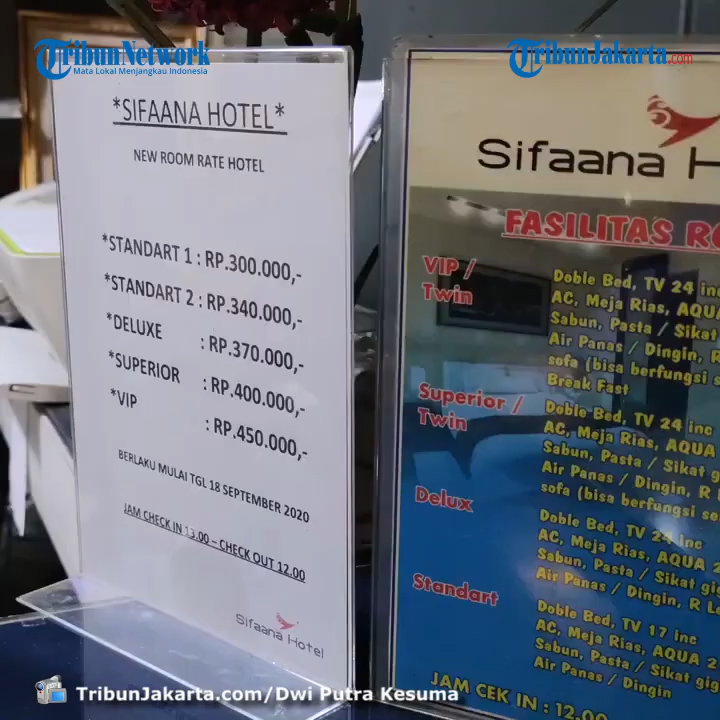 TribunNetwork
Mata Lokal Menjangkau Indonesia
TribunJakarta.com
*SIFAANA HOTEL*
NEW ROOM RATE HOTEL
*STANDART 1 : RP.300.000,-
*STANDART 2 : RP.340.000,-
*DELUXE : RP.370.000,-
*SUPERIOR : RP.400.000,-
*VIP : RP.450.000,-
BERLAKU MULAI TGL 18 SEPTEMBER 2020
JAM CHECK IN 13.00 – CHECK OUT 12.00
Sifaana Hotel
Sifaana H
FASILITAS
VIP /
Twin
Doble Bed, TV 24 inc
AC, Meja Rias, AQUA
Sabun, Pasta / Sikat
Air Panas / Dingin, R
sofa (bisa berfungsi s
Break Fast
Superior /
Twin
Doble Bed, TV 24 inc
AC, Meja Rias, AQUA
Sabun, Pasta / Sikat gig
Air Panas / Dingin, R
sofa (bisa berfungsi
Delux
Doble Bed, TV 24 inc
AC, Meja Rias, AQUA 2
Sabun, Pasta / Sikat gig
Air Panas / Dingin, R La
Standart
Doble Bed, TV 17 inc
AC, Meja Rias, AQUA 2
Sabun, Pasta / Sikat gig
Air Panas / Dingin
JAM CEK IN : 12.00
TribunJakarta.com/Dwi Putra Kesuma